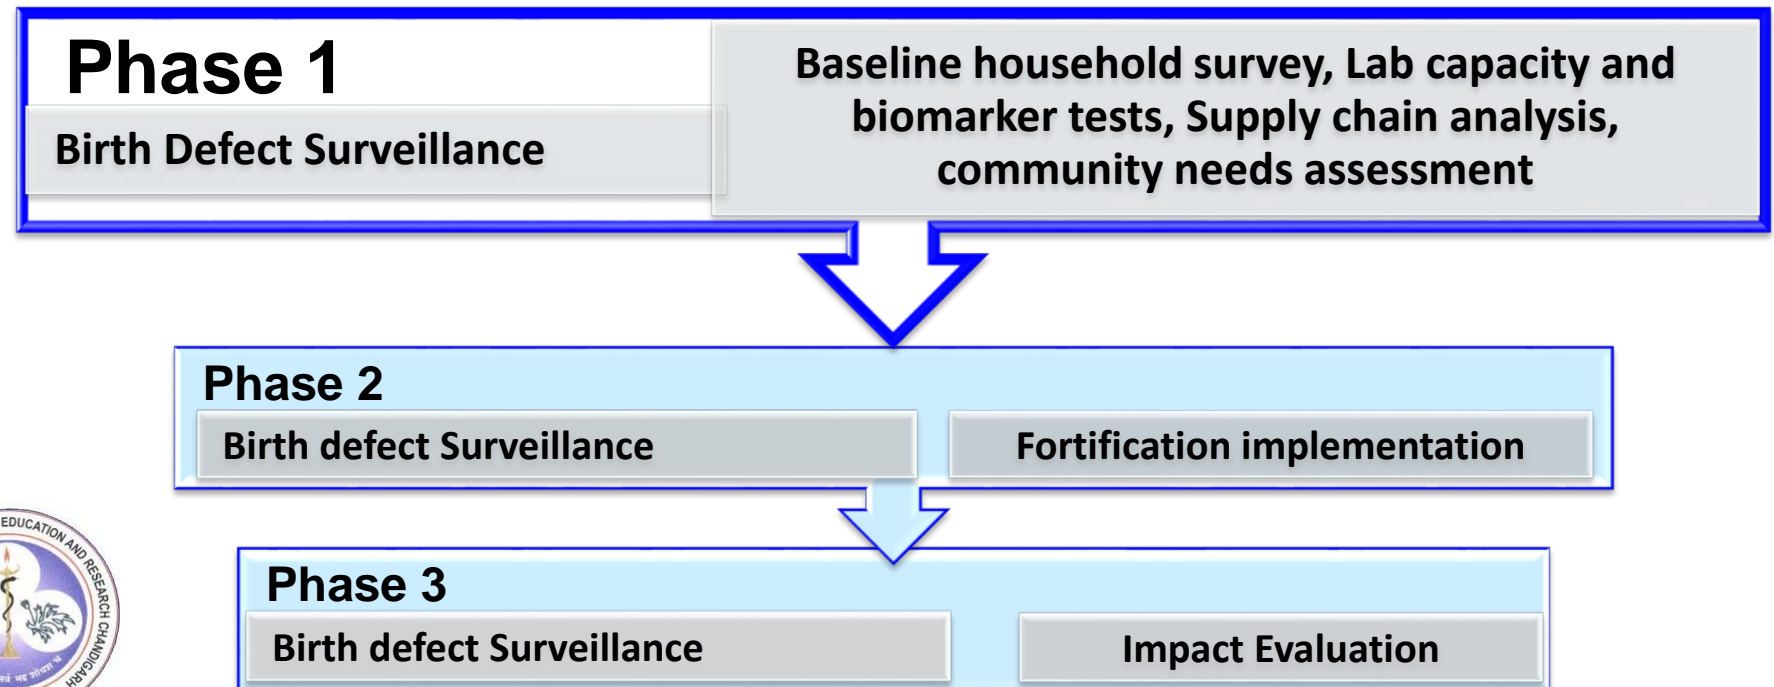 Phase 1
Birth Defect Surveillance
Baseline household survey, Lab capacity and
biomarker tests, Supply chain analysis,
community needs assessment
Phase 2
Birth defect Surveillance
Fortification implementation
Phase 3
Birth defect Surveillance
Impact Evaluation
EDUCATION AND RESEARCH CHANDIGARH